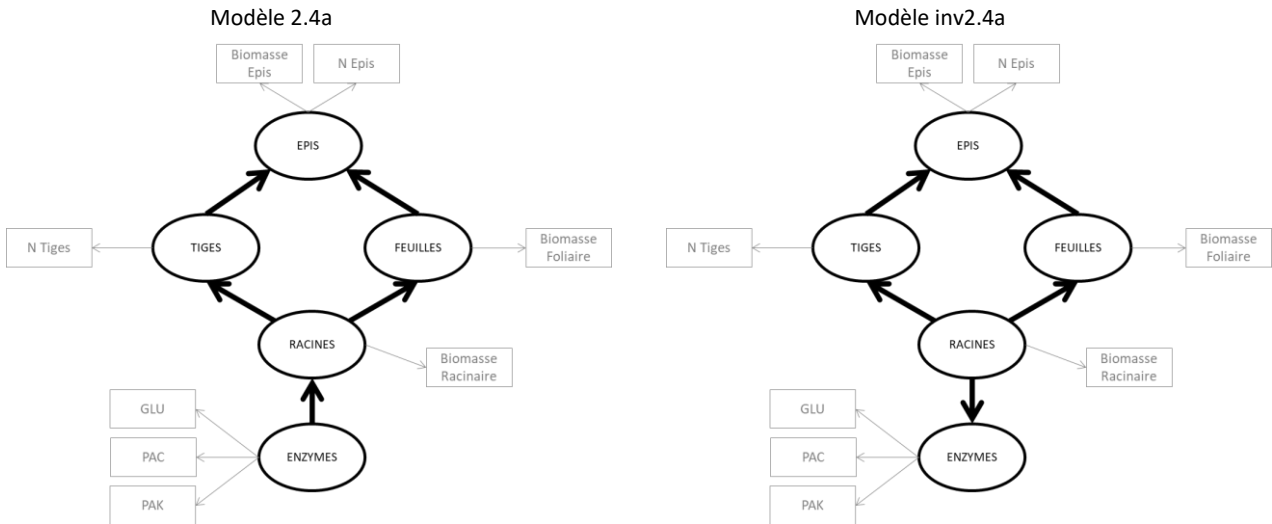 Modèle 2.4a
Biomasse
Epis
N Epis
EPIS
N Tiges
TIGES
FEUILLES
Biomasse
Foliaire
RACINES
Biomasse
Racinaire
GLU
PAC
ENZYMES
PAK
Modèle inv2.4a
Biomasse
Epis
N Epis
EPIS
N Tiges
TIGES
FEUILLES
Biomasse
Foliaire
RACINES
Biomasse
Racinaire
GLU
PAC
ENZYMES
PAK